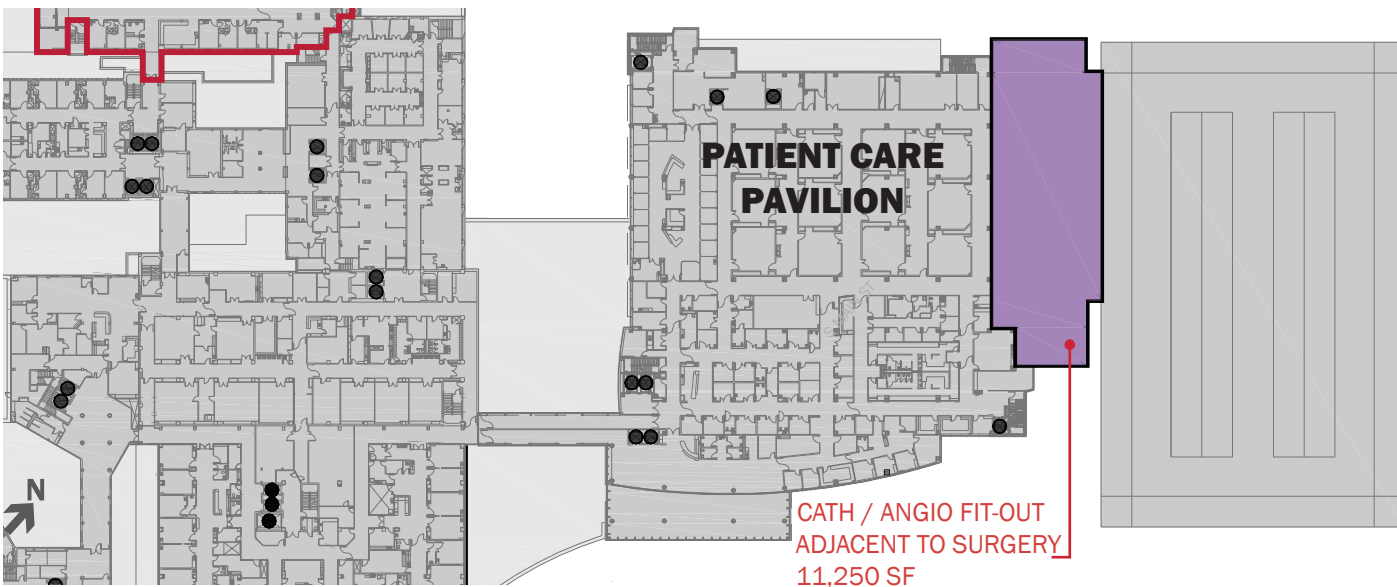 PATIENT CARE
PAVILION
N
CATH / ANGIO FIT-OUT
ADJACENT TO SURGERY
11,250 SF